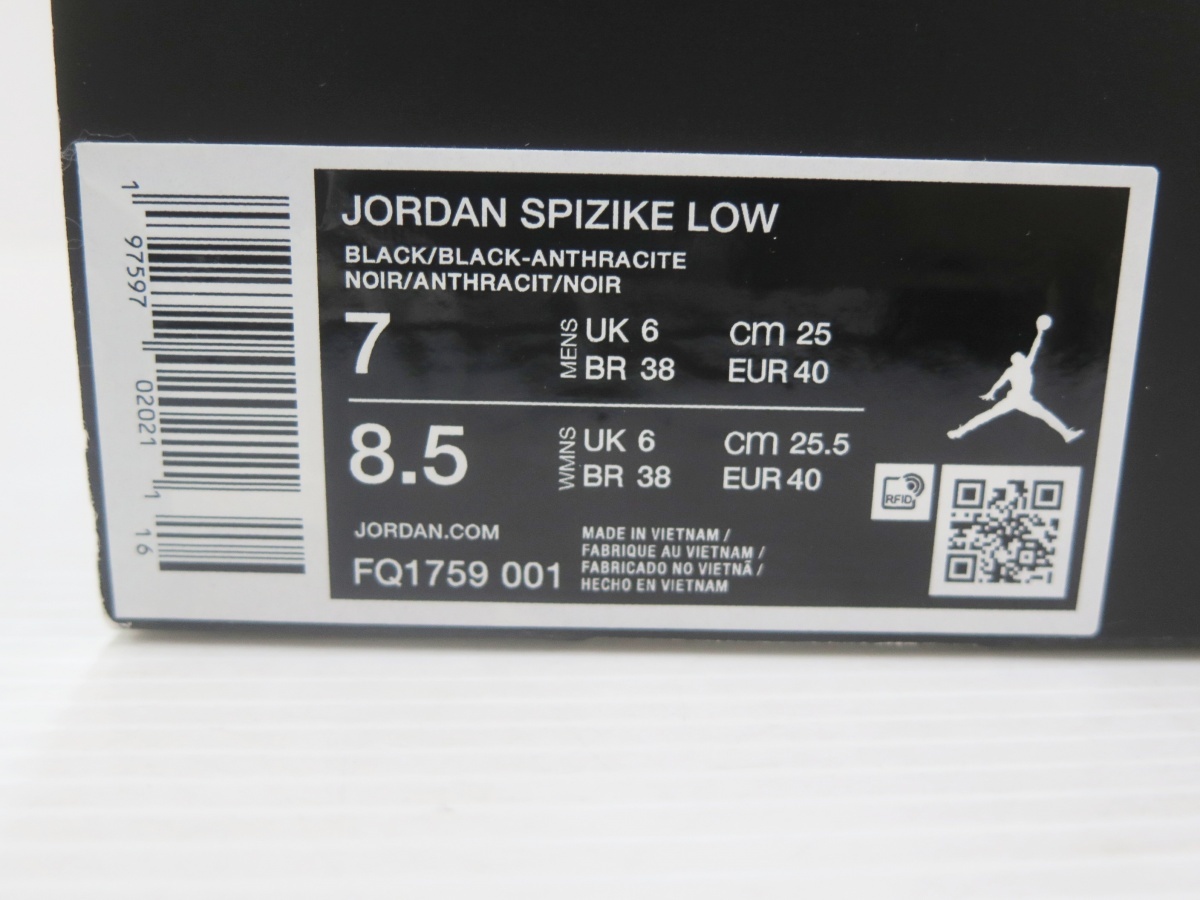 JORDAN SPIZIKE LOW
BLACK/BLACK-ANTHRACITE
NOIR/ANTHRACIT/NOIR
7
MENS
UK 6 cm 25
BR 38 EUR 40
8.5
WMNS
UK 6 cm 25.5
BR 38 EUR 40
JORDAN.COM
FQ1759 001
MADE IN VIETNAM /
FABRIQUE AU VIETNAM /
FABRICADO NO VIETNÃ /
HECHO EN VIETNAM
RFID
1 97597 02021 1 16